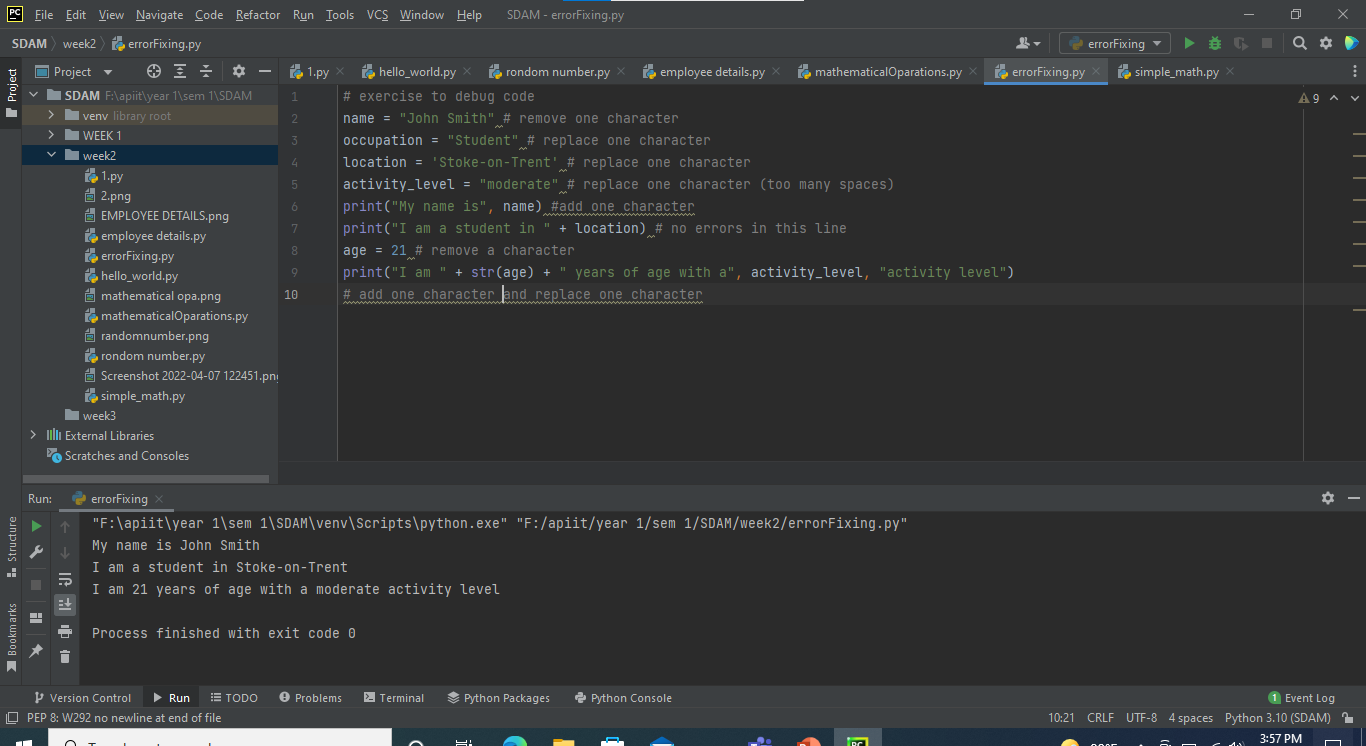 PC File Edit View Navigate Code Refactor Run Tools VCS Window Help SDAM - errorFixing.py
SDAM week2 errorFixing.py errorFixing
Project 1.py hello_world.py rondom number.py employee details.py mathematicalOparations.py errorFixing.py simple_math.py
Project
SDAM F:\apiit\year 1\sem 1\SDAM
venv library root
WEEK 1
week2
1.py
2.png
EMPLOYEE DETAILS.png
employee details.py
errorFixing.py
hello_world.py
mathematical opa.png
mathematicalOparations.py
randomnumber.png
rondom number.py
Screenshot 2022-04-07 122451.png
simple_math.py
week3
External Libraries
Scratches and Consoles
9
1 # exercise to debug code
2 name = "John Smith" # remove one character
3 occupation = "Student" # replace one character
4 location = 'Stoke-on-Trent' # replace one character
5 activity_level = "moderate" # replace one character (too many spaces)
6 print("My name is", name) #add one character
7 print("I am a student in " + location) # no errors in this line
8 age = 21 # remove a character
9 print("I am " + str(age) + " years of age with a", activity_level, "activity level")
10 # add one character and replace one character
Run: errorFixing
"F:\apiit\year 1\sem 1\SDAM\venv\Scripts\python.exe" "F:/apiit/year 1/sem 1/SDAM/week2/errorFixing.py"
My name is John Smith
I am a student in Stoke-on-Trent
I am 21 years of age with a moderate activity level
Process finished with exit code 0
Structure
Bookmarks
Version Control Run TODO Problems Terminal Python Packages Python Console 1 Event Log
PEP 8: W292 no newline at end of file 10:21 CRLF UTF-8 4 spaces Python 3.10 (SDAM)
PC 3:57 PM